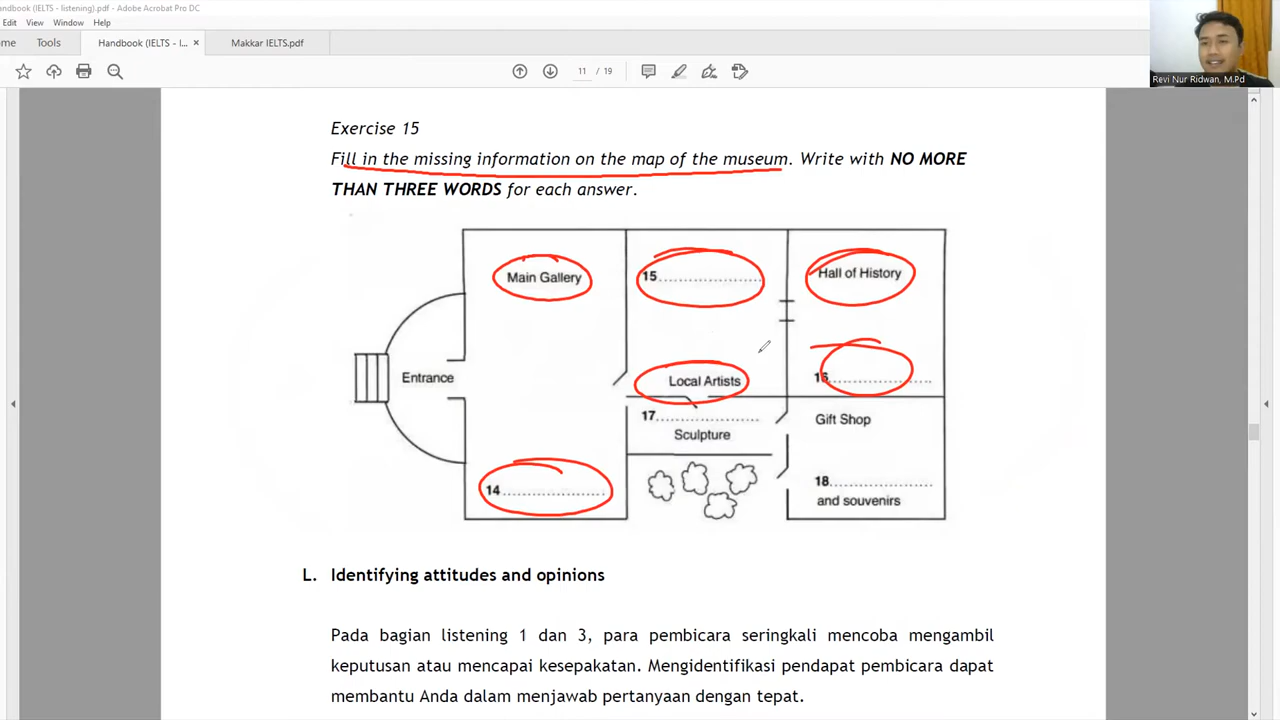 andbook (IELTS - listening).pdf - Adobe Acrobat Pro DC
Edit View Window Help
ome Tools Handbook (IELTS - l... × Makkar IELTS.pdf
11 / 19
Revi Nur Ridwan, M.Pd
Exercise 15
Fill in the missing information on the map of the museum. Write with NO MORE
THAN THREE WORDS for each answer.
Main Gallery
15
Hall of History
Entrance
Local Artists
16
17
Sculpture
Gift Shop
14
18
and souvenirs
L. Identifying attitudes and opinions
Pada bagian listening 1 dan 3, para pembicara seringkali mencoba mengambil
keputusan atau mencapai kesepakatan. Mengidentifikasi pendapat pembicara dapat
membantu Anda dalam menjawab pertanyaan dengan tepat.